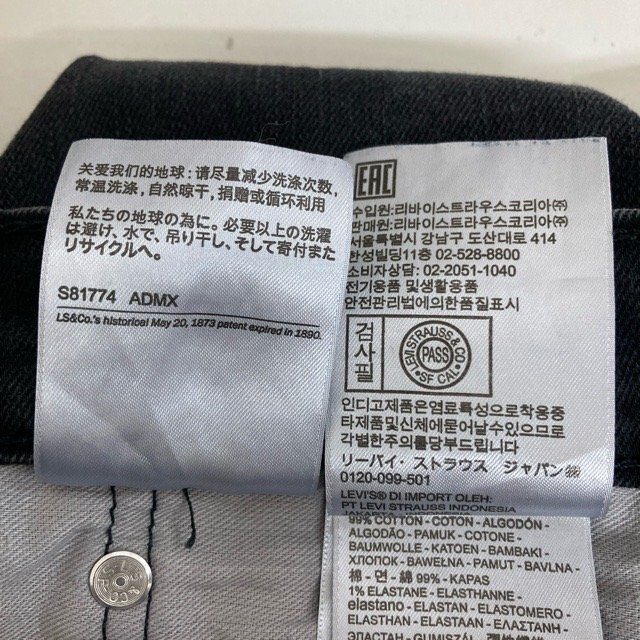 关爱我们的地球：请尽量减少洗涤次数，
常温洗涤，自然晾干，捐赠或循环利用
私たちの地球の為に。必要以上の洗濯
は避け、水で、吊り干し、そして寄付また
リサイクルへ。
S81774 ADMX
LS&Co.'s historical May 20, 1873 patent expired in 1890.
EAC
수입원: 리바이스트라우스코리아㈜
판매원: 리바이스트라우스코리아㈜
서울특별시 강남구 도산대로 414
한성빌딩 11층 02-528-8800
소비자상담: 02-2051-1040
전기용품 및 생활용품
안전관리법에의한품질표시
검사필
LEVI STRAUSS & CO
PASS
SF CAL
인디고제품은염료특성으로착용중
타제품및신체에묻어날수있으므로
각별한주의를당부드립니다
リーバイ・ストラウス ジャパン㈱
0120-099-501
LEVI'S® DI IMPORT OLEH:
PT LEVI STRAUSS INDONESIA
99% COTTON - COTON - ALGODÓN -
ALGODÃO - PAMUK - COTONE -
BAUMWOLLE - KATOEN - BAMBAKI -
ХЛОПОК - BAWEŁNA - PAMUT - BAVLNA -
棉 - 면 - 綿 99% - KAPAS
1% ELASTANE - ÉLASTHANNE -
elastano - ELASTAN - ELASTOMERO -
ELASTHAN - ELASTAAN - ΕΛΑΣΤΑΝΗ -
ЭЛАСТАН - ELASTAN - ELASZTÁN -